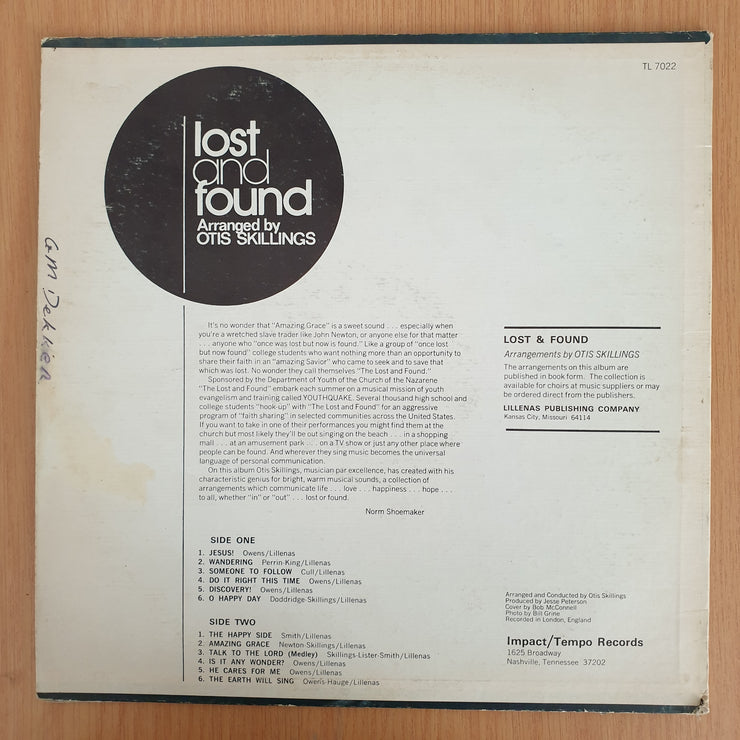 TL 7022
lost
and
found
Arranged by
OTIS SKILLINGS
GM Dekker
It's no wonder that "Amazing Grace" is a sweet sound . . . especially when
you're a wretched slave trader like John Newton, or anyone else for that matter
. . . anyone who "once was lost but now is found." Like a group of "once lost
but now found" college students who want nothing more than an opportunity to
share their faith in an "amazing Savior" who came to seek and to save that
which was lost. No wonder they call themselves "The Lost and Found."
Sponsored by the Department of Youth of the Church of the Nazarene
"The Lost and Found" embark each summer on a musical mission of youth
evangelism and training called YOUTHQUAKE. Several thousand high school and
college students "hook-up" with "The Lost and Found" for an aggressive
program of "faith sharing" in selected communities across the United States.
If you want to take in one of their performances you might find them at the
church but most likely they'll be out singing on the beach . . . in a shopping
mall . . . at an amusement park . . . on a TV show or just any other place where
people can be found. And wherever they sing music becomes the universal
language of personal communication.
On this album Otis Skillings, musician par excellence, has created with his
characteristic genius for bright, warm musical sounds, a collection of
arrangements which communicate life . . . love . . . happiness . . . hope . . .
to all, whether "in" or "out" . . . lost or found.
Norm Shoemaker
LOST & FOUND
Arrangements by OTIS SKILLINGS
The arrangements on this album are
published in book form. The collection is
available for choirs at music suppliers or may
be ordered direct from the publishers.
LILLENAS PUBLISHING COMPANY
Kansas City, Missouri 64114
SIDE ONE
1. JESUS! Owens/Lillenas
2. WANDERING Perrin-King/Lillenas
3. SOMEONE TO FOLLOW Cull/Lillenas
4. DO IT RIGHT THIS TIME Owens/Lillenas
5. DISCOVERY! Owens/Lillenas
6. O HAPPY DAY Doddridge-Skillings/Lillenas
SIDE TWO
1. THE HAPPY SIDE Smith/Lillenas
2. AMAZING GRACE Newton-Skillings/Lillenas
3. TALK TO THE LORD (Medley) Skillings-Lister-Smith/Lillenas
4. IS IT ANY WONDER? Owens/Lillenas
5. HE CARES FOR ME Owens/Lillenas
6. THE EARTH WILL SING Owens-Hauge/Lillenas
Arranged and Conducted by Otis Skillings
Produced by Jesse Peterson
Cover by Bob McConnell
Photo by Bill Grine
Recorded in London, England
Impact/Tempo Records
1625 Broadway
Nashville, Tennessee 37202